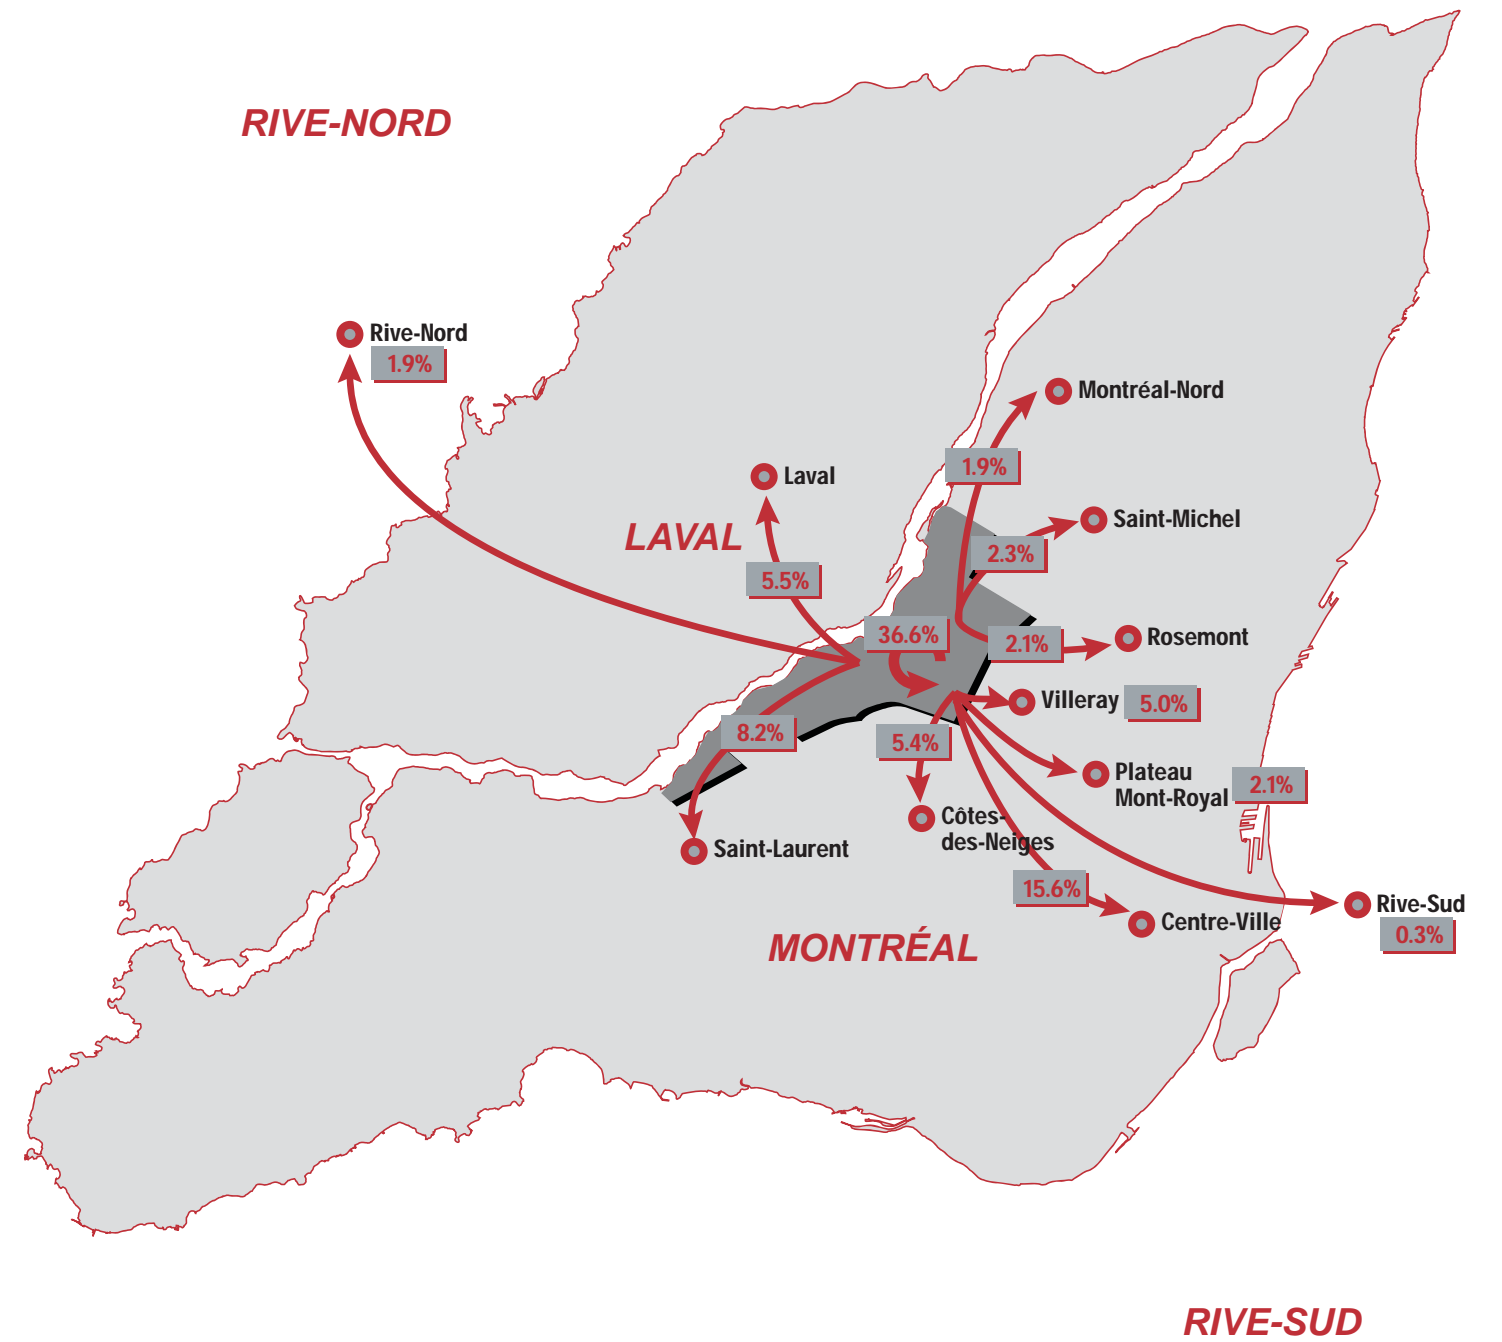 RIVE-NORD
Rive-Nord
1.9%
Montréal-Nord
1.9%
Laval
LAVAL
Saint-Michel
2.3%
5.5%
36.6%
2.1%
Rosemont
Villeray
5.0%
8.2%
5.4%
Plateau
Mont-Royal
2.1%
Côtes-
des-Neiges
Saint-Laurent
15.6%
Centre-Ville
Rive-Sud
0.3%
MONTRÉAL
RIVE-SUD